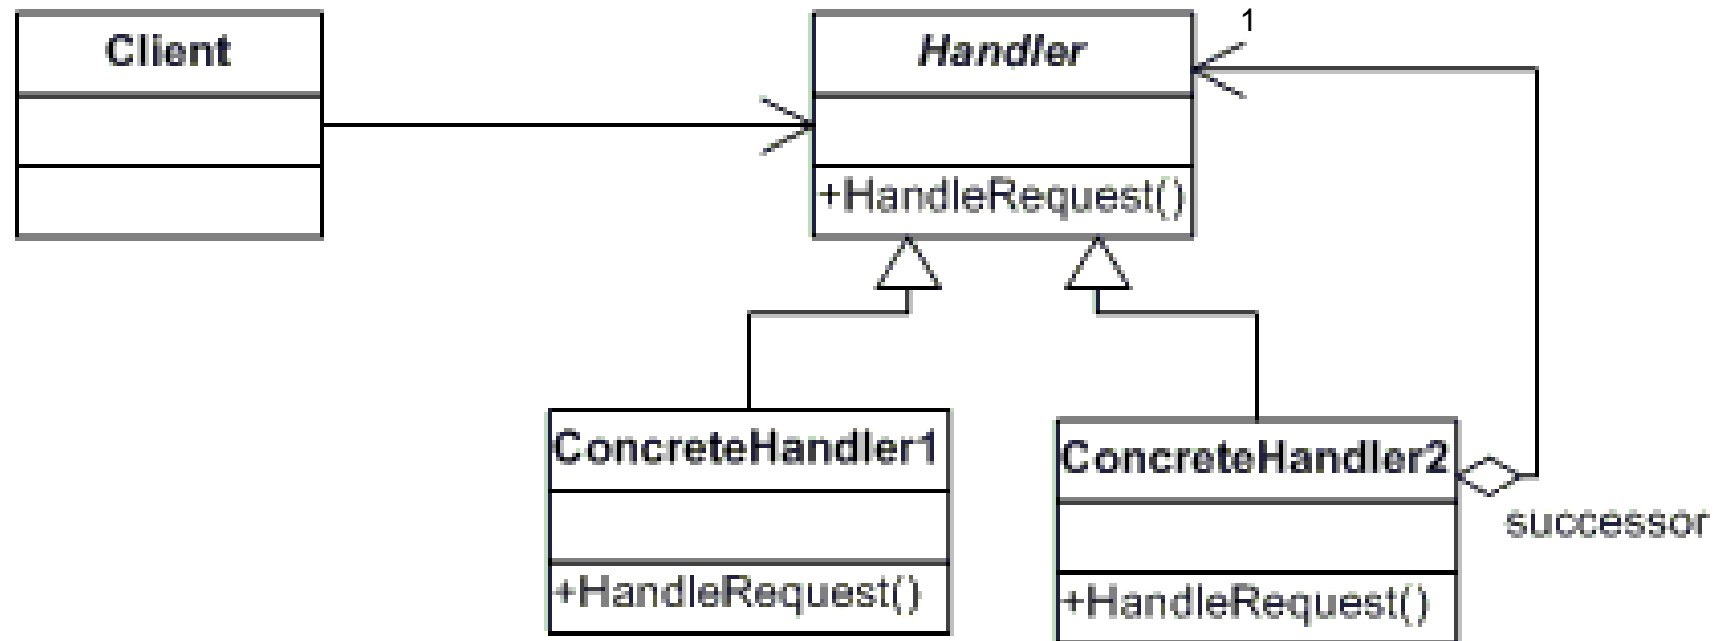 Client
Handler
1
+HandleRequest()
ConcreteHandler1
+HandleRequest()
ConcreteHandler2
successor
+HandleRequest()